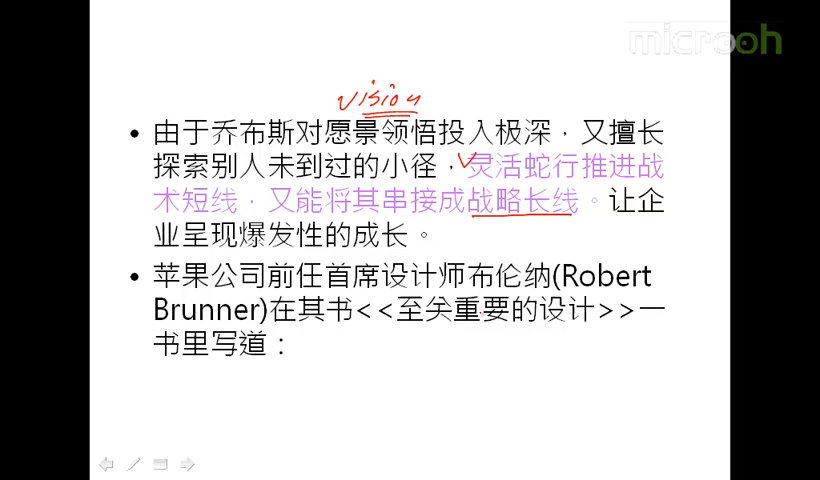 microoh
vision
• 由于乔布斯对愿景领悟投入极深，又擅长
探索别人未到过的小径，灵活蛇行推进战
术短线，又能将其串接成战略长线。让企
业呈现爆发性的成长。
• 苹果公司前任首席设计师布伦纳(Robert
Brunner)在其书<<至关重要的设计>>一
书里写道：